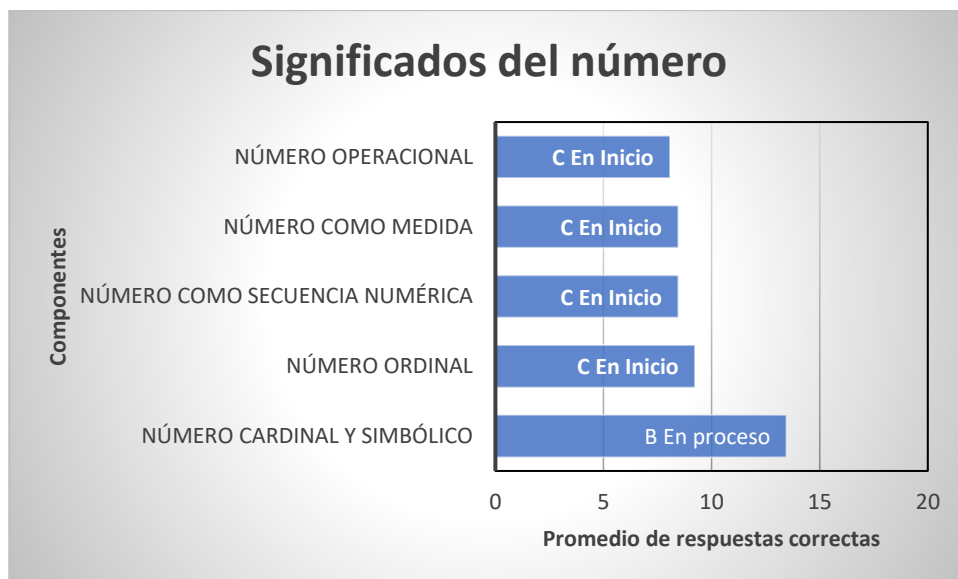 Significados del número
Componentes
NÚMERO OPERACIONAL
C En Inicio
NÚMERO COMO MEDIDA
C En Inicio
NÚMERO COMO SECUENCIA NUMÉRICA
C En Inicio
NÚMERO ORDINAL
C En Inicio
NÚMERO CARDINAL Y SIMBÓLICO
B En proceso
0 5 10 15 20
Promedio de respuestas correctas